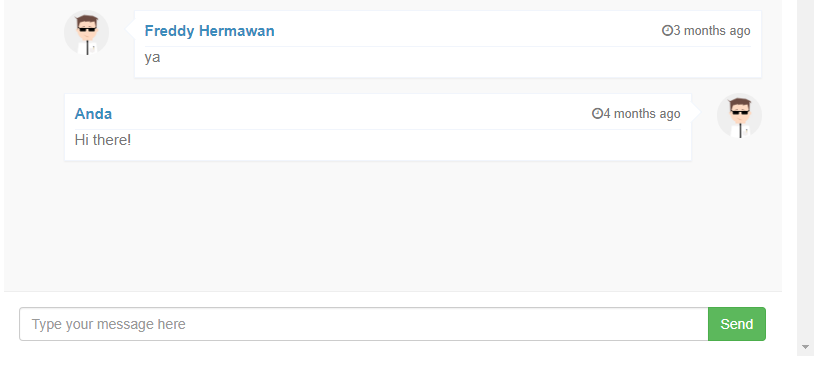 Freddy Hermawan 3 months ago
ya
Anda 4 months ago
Hi there!
Type your message here Send